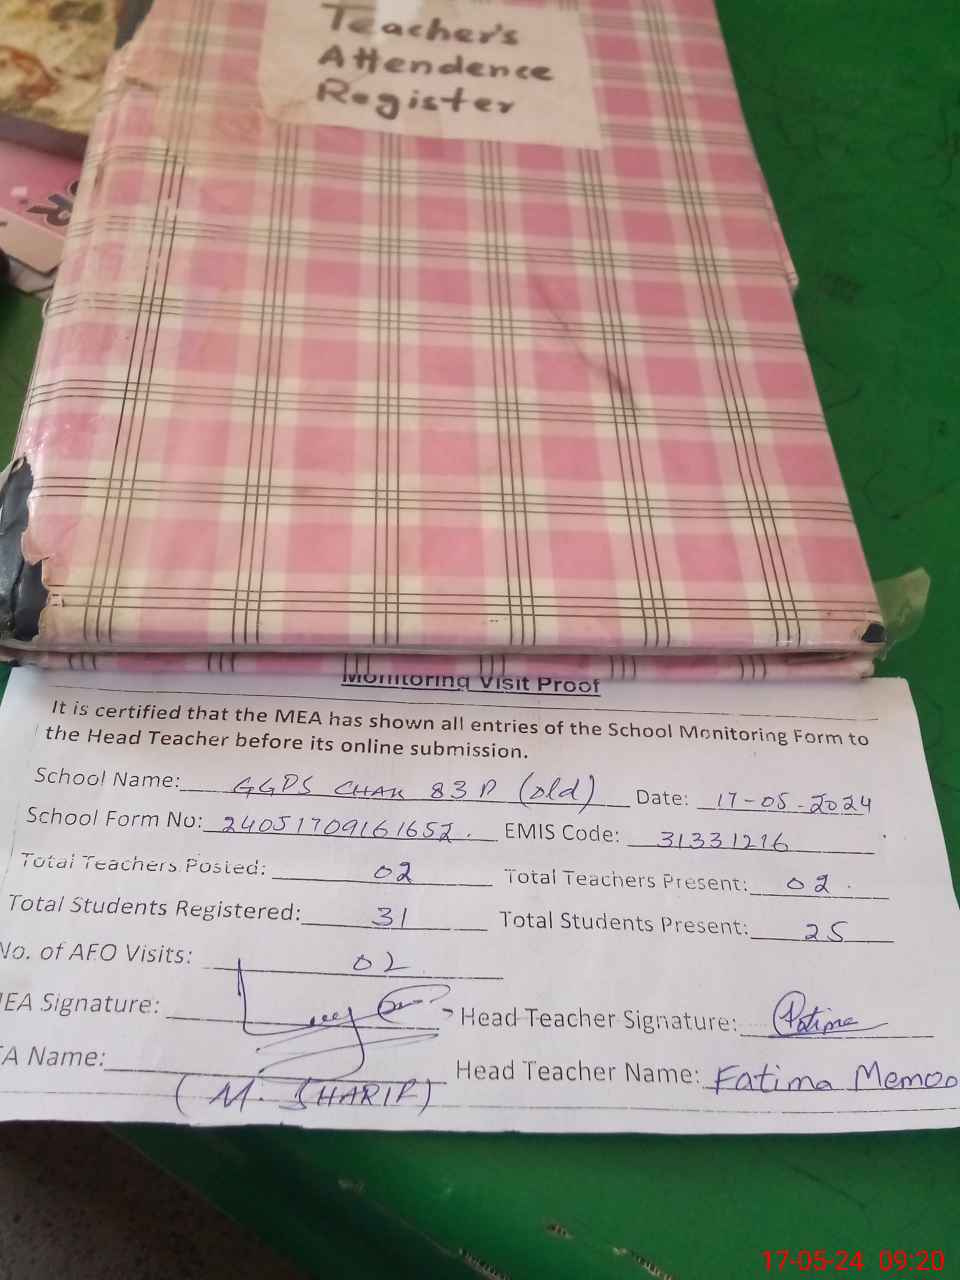 Teacher's
Attendence
Register
Monitoring Visit Proof
It is certified that the MEA has shown all entries of the School Monitoring Form to
the Head Teacher before its online submission.
School Name: GGPS CHAK 83 P (old) Date: 17-05-2024
School Form No: 24051709161652. EMIS Code: 31331216
Total Teachers Posted: 02 Total Teachers Present: 02
Total Students Registered: 31 Total Students Present: 25
No. of AEO Visits: 02
MEA Signature: Head Teacher Signature: Fatima
Name: Head Teacher Name: Fatima Memoo
(M. SHARIF)
17-05-24 09:20